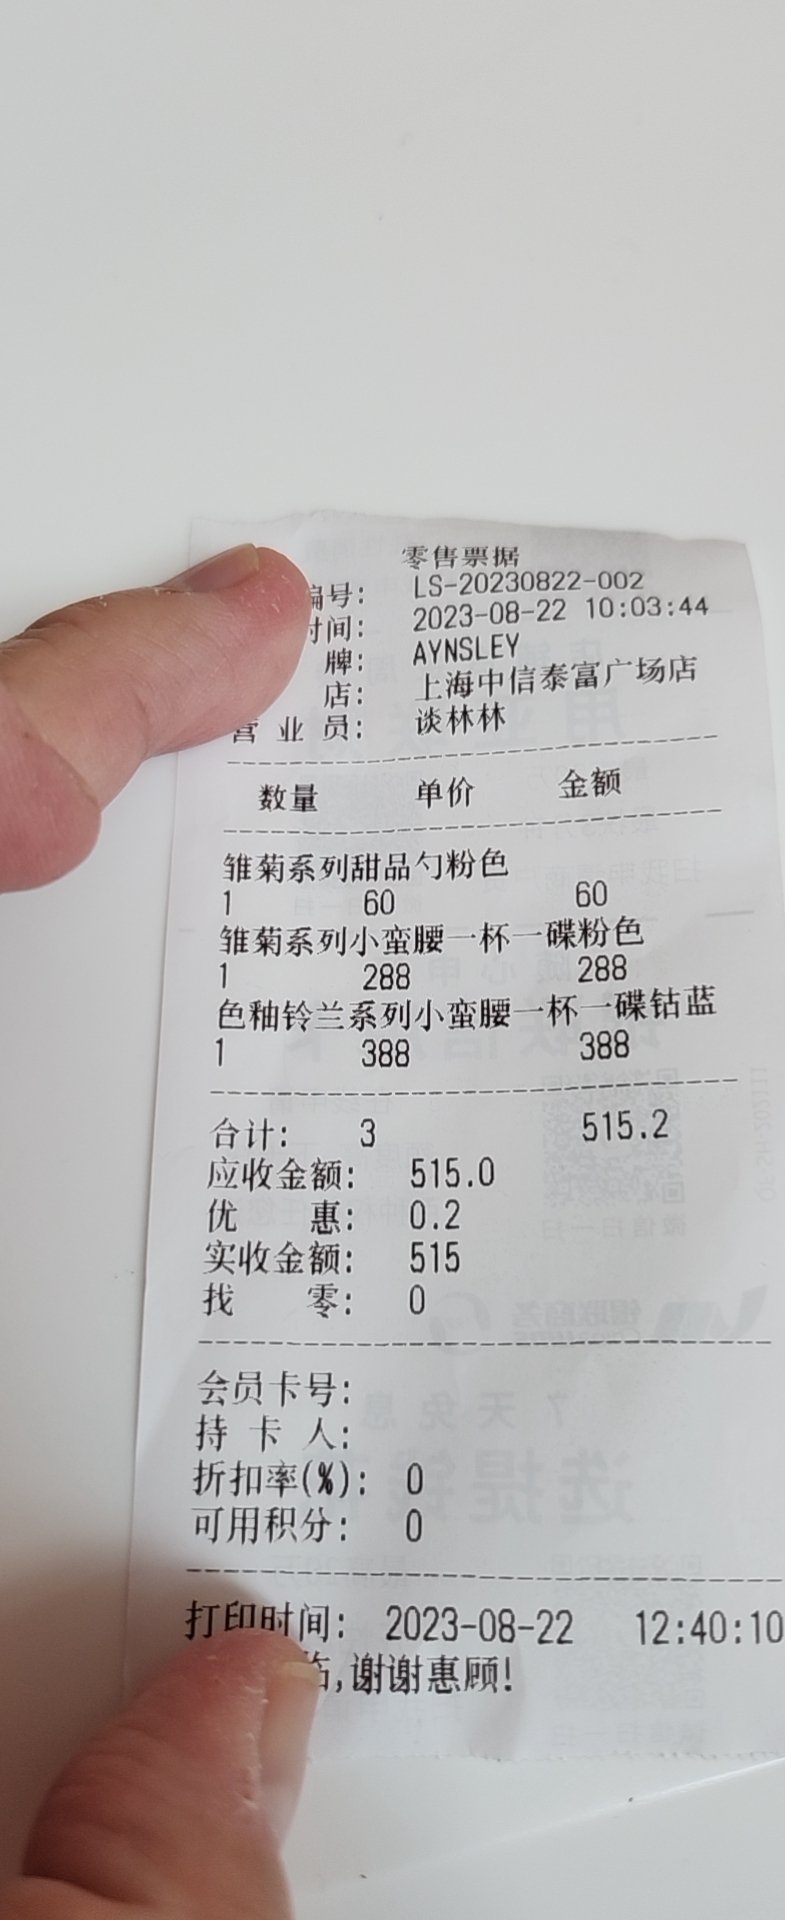 零售票据
编号: LS-20230822-002
时间: 2023-08-22 10:03:44
牌: AYNSLEY
店: 上海中信泰富广场店
营 业 员: 谈林林
数量 单价 金额
雏菊系列甜品勺粉色
1 60 60
雏菊系列小蛮腰一杯一碟粉色
1 288 288
色釉铃兰系列小蛮腰一杯一碟钴蓝
1 388 388
合计: 3 515.2
应收金额: 515.0
优 惠: 0.2
实收金额: 515
找 零: 0
会员卡号:
持 卡 人:
折扣率(%): 0
可用积分: 0
打印时间: 2023-08-22 12:40:10
,谢谢惠顾!